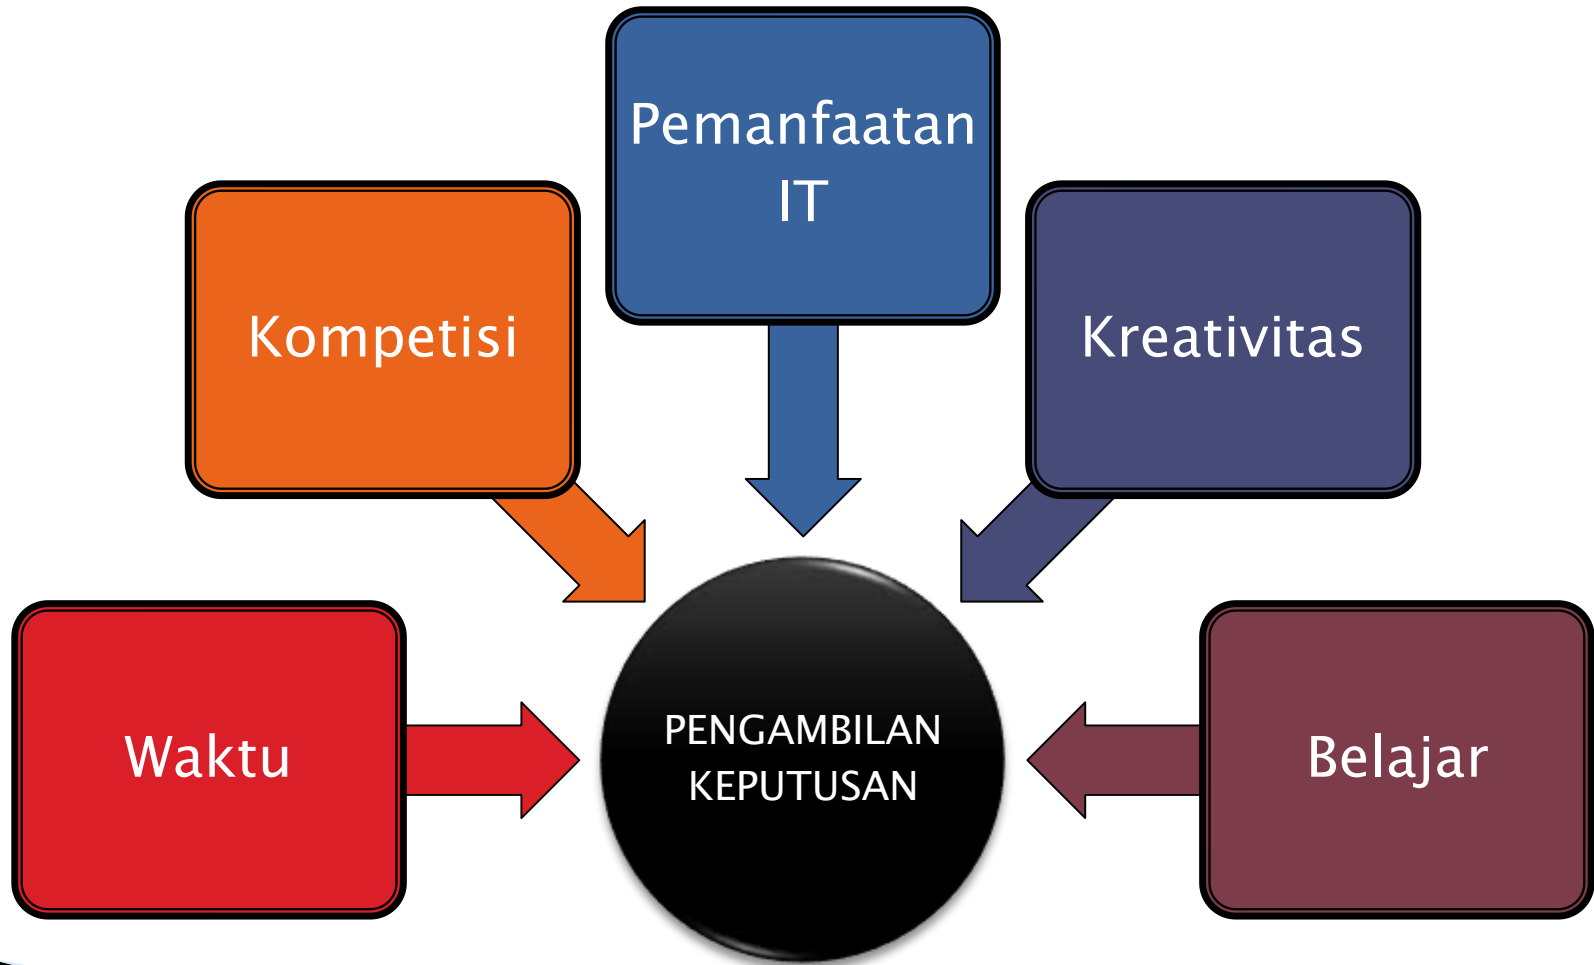 Pemanfaatan
IT
Kompetisi
Kreativitas
Waktu
PENGAMBILAN
KEPUTUSAN
Belajar